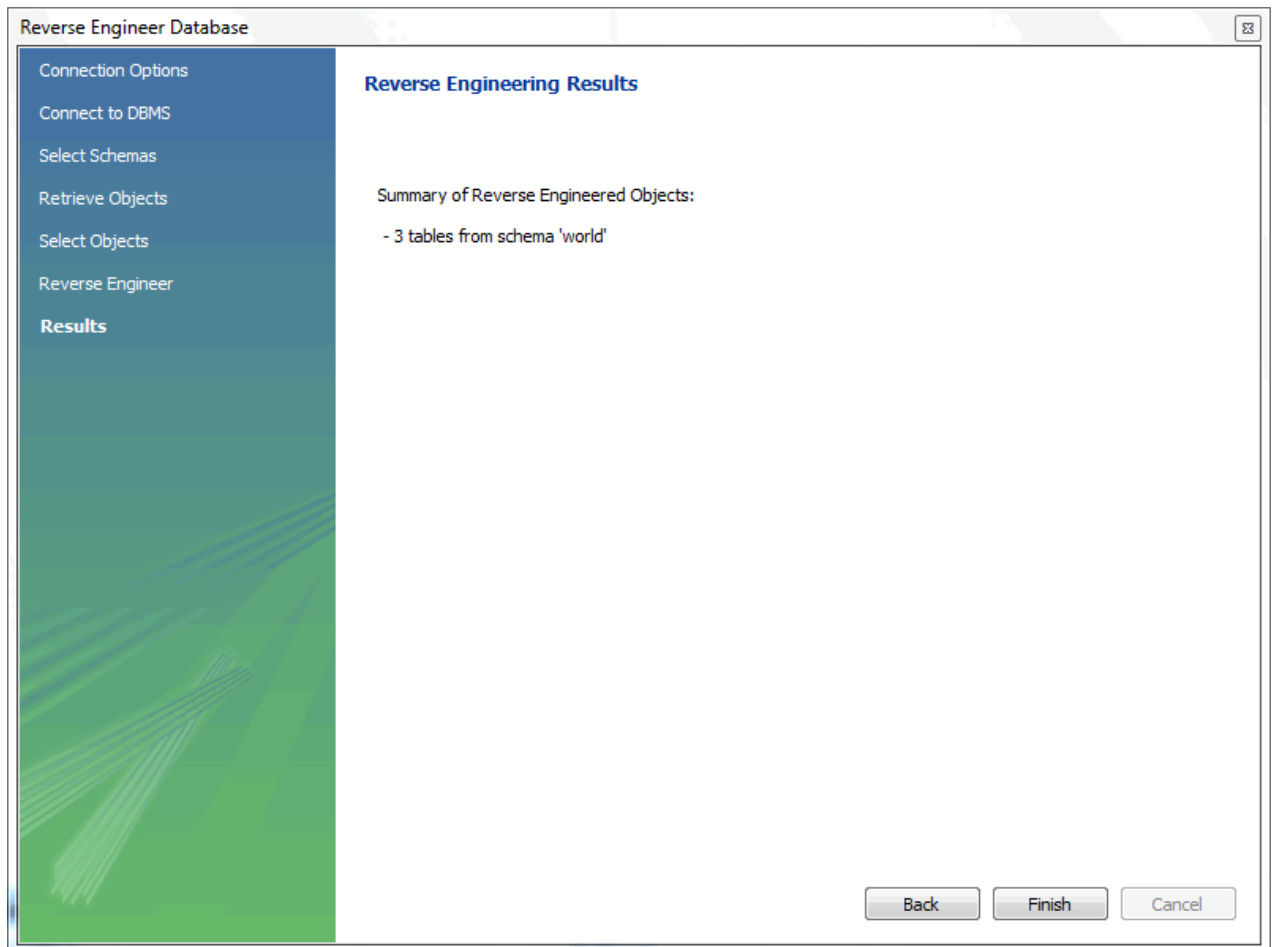 Reverse Engineer Database
Connection Options
Connect to DBMS
Select Schemas
Retrieve Objects
Select Objects
Reverse Engineer
Results
Reverse Engineering Results
Summary of Reverse Engineered Objects:
- 3 tables from schema 'world'
Back Finish Cancel